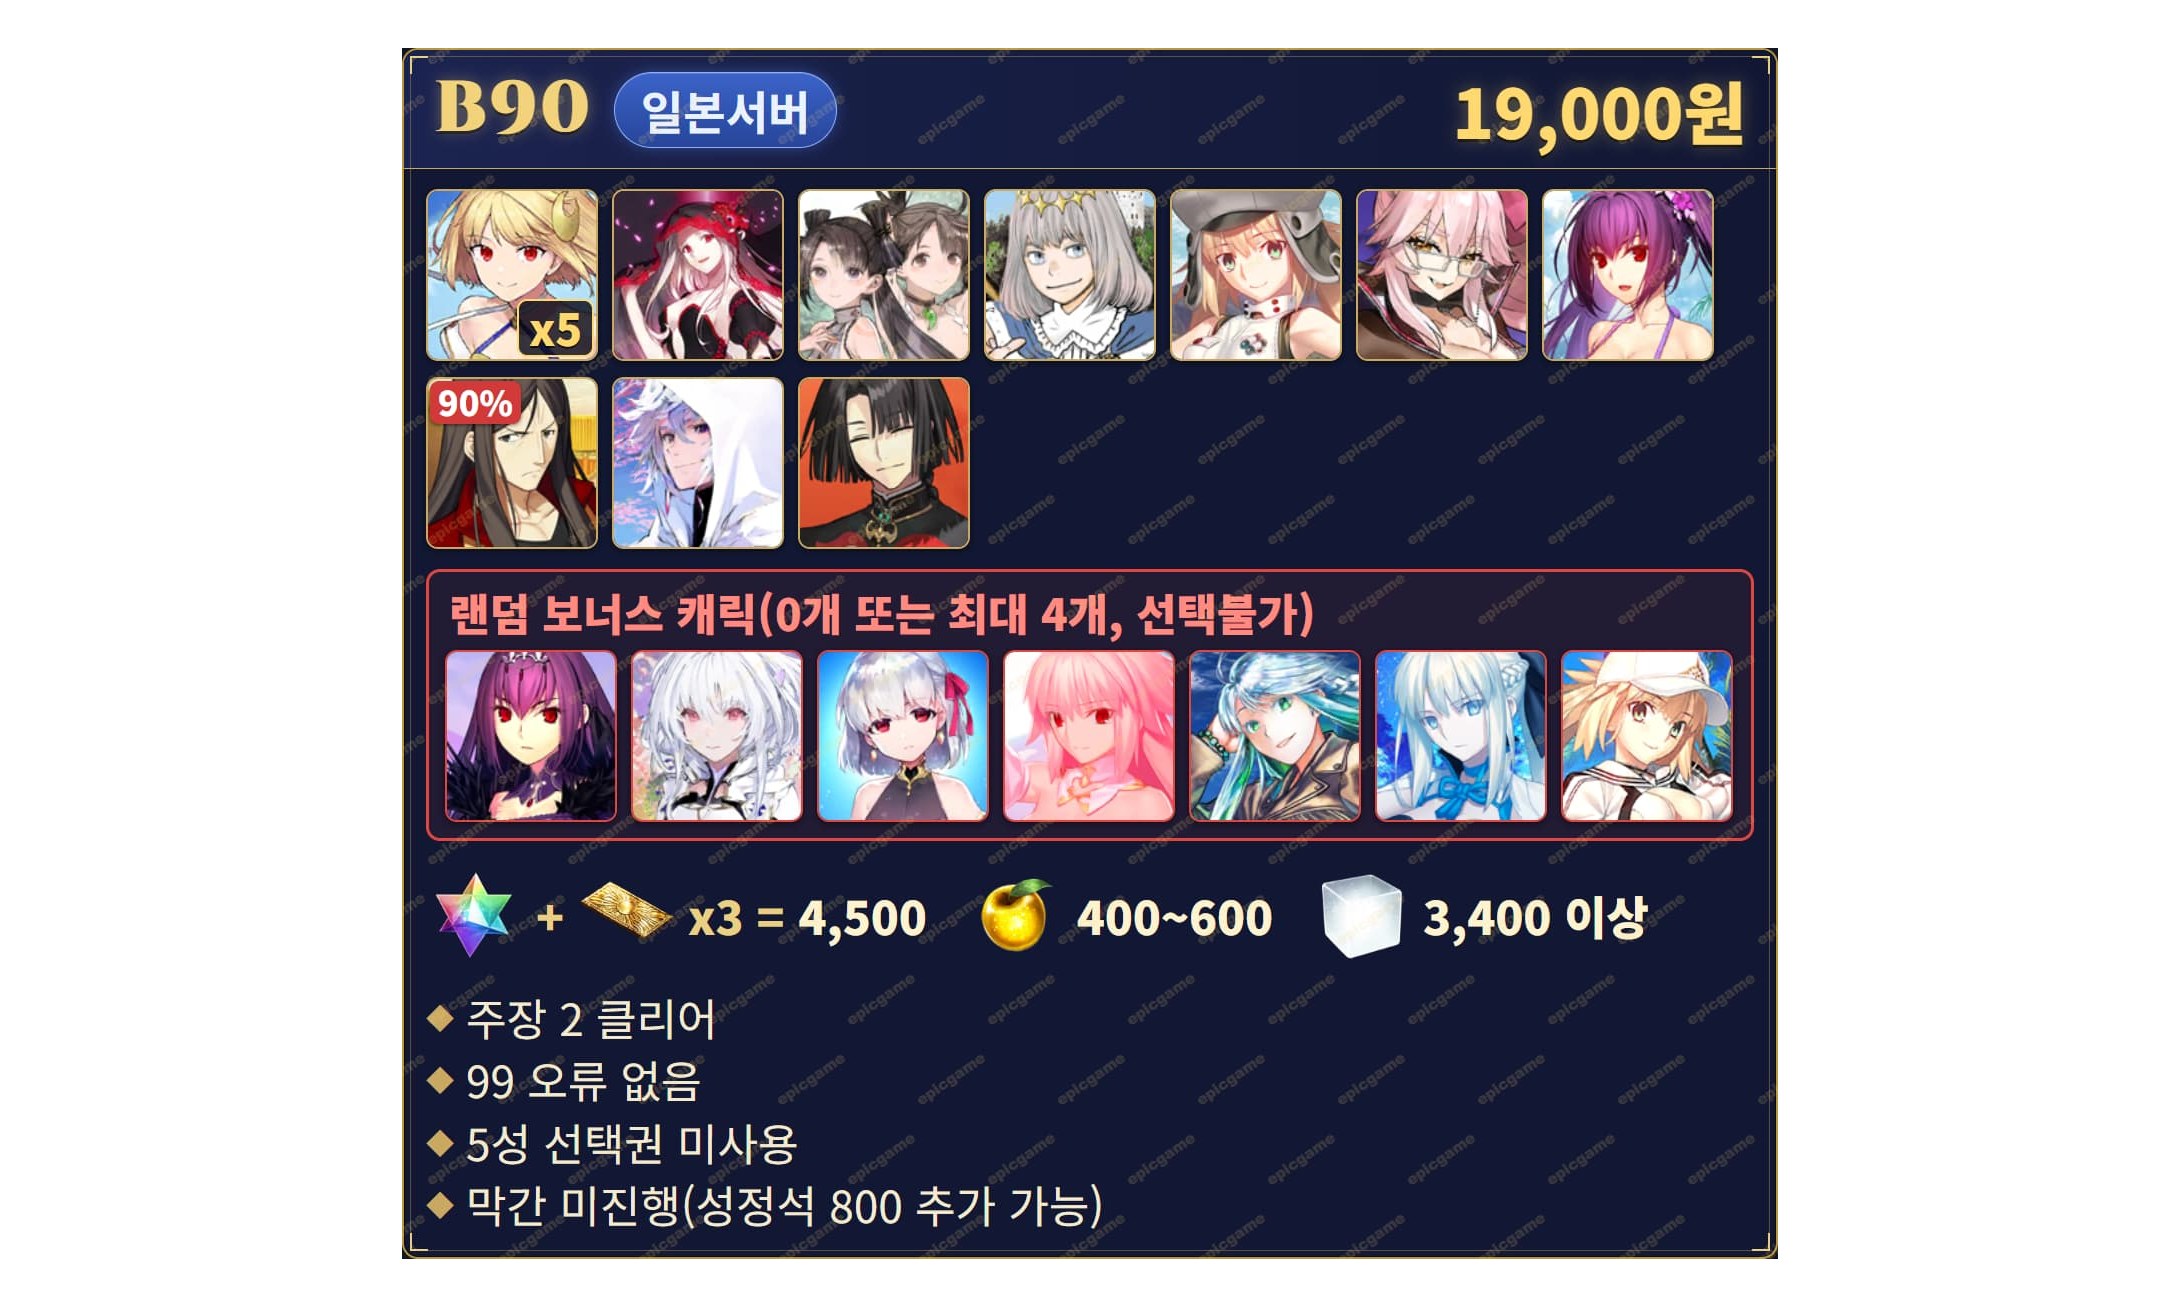 B90 일본서버 19,000원
x5
90%
랜덤 보너스 캐릭(0개 또는 최대 4개, 선택불가)
+ x3 = 4,500 400~600 3,400 이상
◆ 주장 2 클리어
◆ 99 오류 없음
◆ 5성 선택권 미사용
◆ 막간 미진행(성정석 800 추가 가능)
epicgame